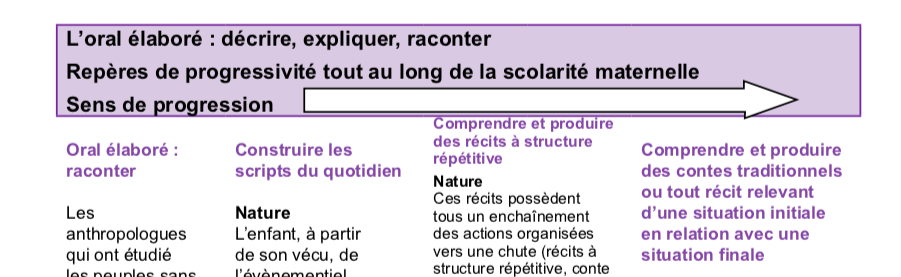 L'oral élaboré : décrire, expliquer, raconter
Repères de progressivité tout au long de la scolarité maternelle
Sens de progression
Oral élaboré :
raconter
Les
anthropologues
qui ont étudié
les peuples sans
Construire les
scripts du quotidien
Nature
L'enfant, à partir
de son vécu, de
l'évènementiel
Comprendre et produire
des récits à structure
répétitive
Nature
Ces récits possèdent
tous un enchaînement
des actions organisées
vers une chute (récits à
structure répétitive, conte
Comprendre et produire
des contes traditionnels
ou tout récit relevant
d'une situation initiale
en relation avec une
situation finale